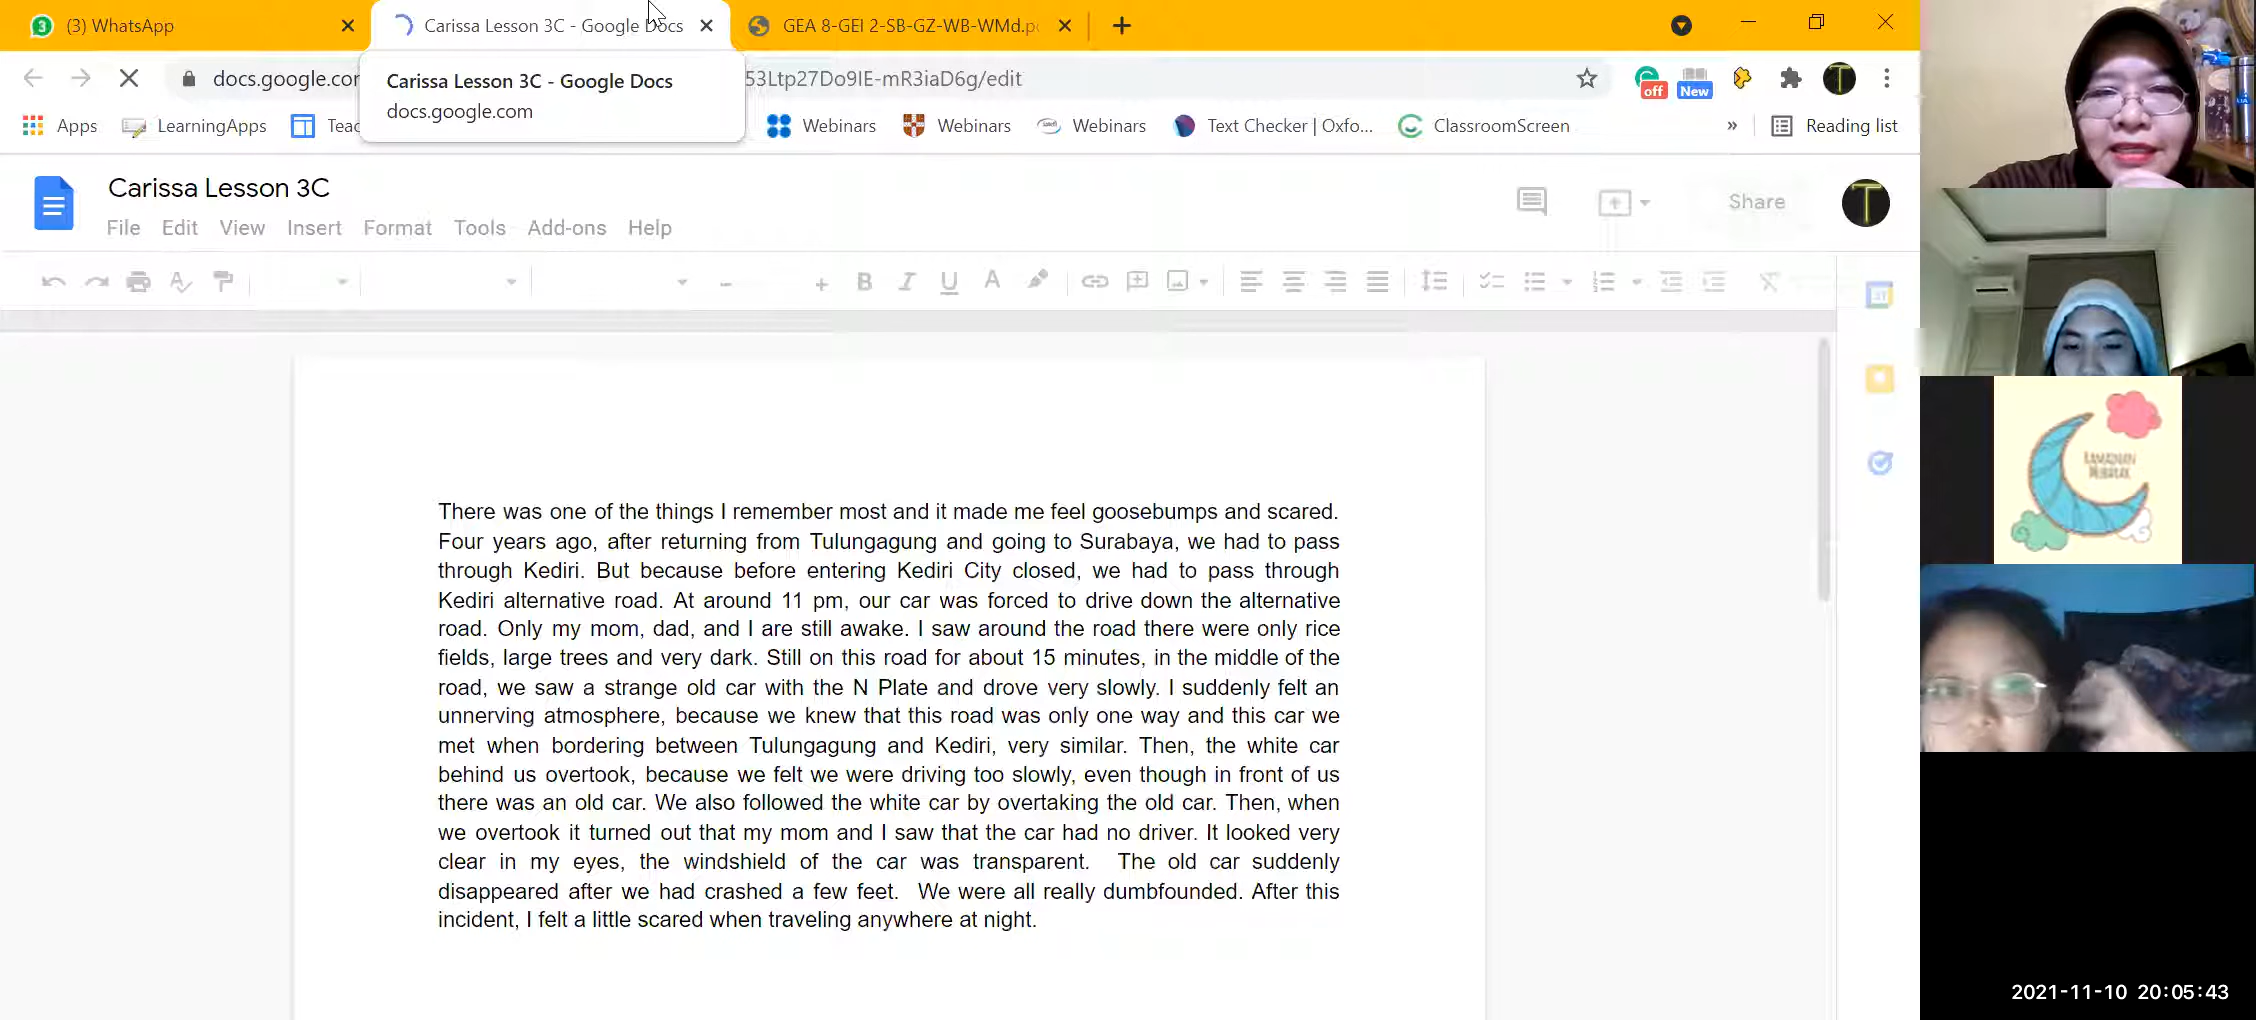 (3) WhatsApp
Carissa Lesson 3C - Google Docs
GEA 8-GEI 2-SB-GZ-WB-WMd.p
docs.google.cor
53Ltp27Do9IE-mR3iaD6g/edit
Carissa Lesson 3C - Google Docs
docs.google.com
off
New
Apps
LearningApps
Teac
Webinars
Webinars
Webinars
Text Checker | Oxfo...
ClassroomScreen
»
Reading list
Carissa Lesson 3C
Share
File Edit View Insert Format Tools Add-ons Help
There was one of the things I remember most and it made me feel goosebumps and scared.
Four years ago, after returning from Tulungagung and going to Surabaya, we had to pass
through Kediri. But because before entering Kediri City closed, we had to pass through
Kediri alternative road. At around 11 pm, our car was forced to drive down the alternative
road. Only my mom, dad, and I are still awake. I saw around the road there were only rice
fields, large trees and very dark. Still on this road for about 15 minutes, in the middle of the
road, we saw a strange old car with the N Plate and drove very slowly. I suddenly felt an
unnerving atmosphere, because we knew that this road was only one way and this car we
met when bordering between Tulungagung and Kediri, very similar. Then, the white car
behind us overtook, because we felt we were driving too slowly, even though in front of us
there was an old car. We also followed the white car by overtaking the old car. Then, when
we overtook it turned out that my mom and I saw that the car had no driver. It looked very
clear in my eyes, the windshield of the car was transparent. The old car suddenly
disappeared after we had crashed a few feet. We were all really dumbfounded. After this
incident, I felt a little scared when traveling anywhere at night.
2021-11-10 20:05:43